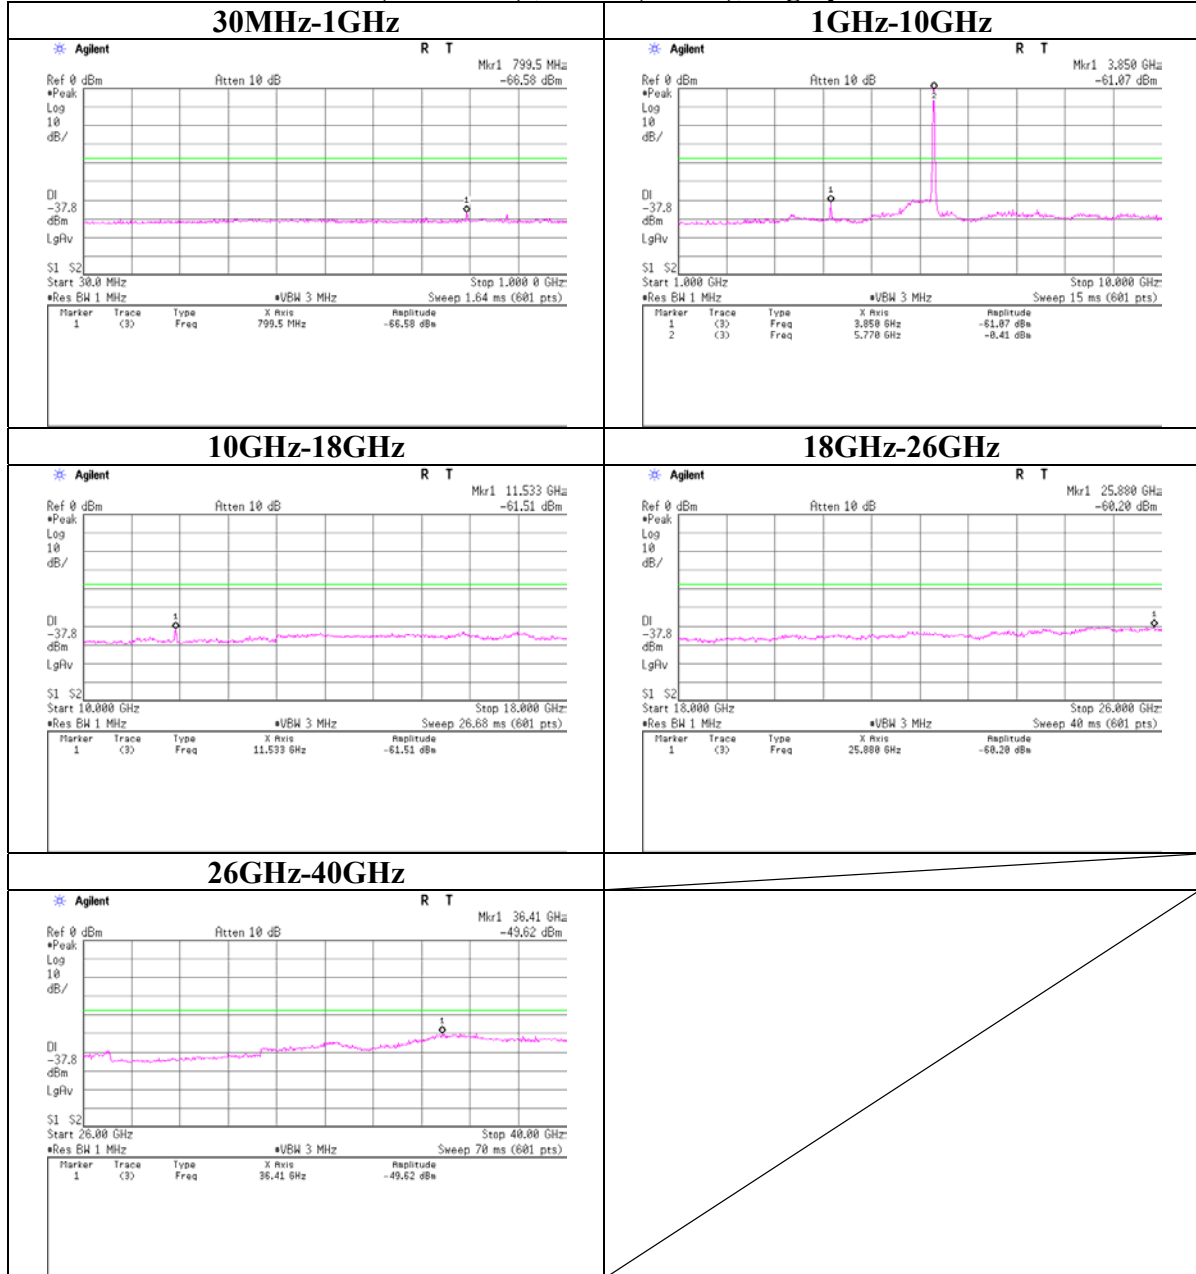 30MHz-1GHz
Agilent R T
Mkr1 799.5 MHz
Ref 0 dBm Atten 10 dB -66.58 dBm
#Peak
Log
10
dB/
1
DI
-37.8
dBm
LgAv
S1 S2
Start 30.0 MHz Stop 1.000 0 GHz
#Res BW 1 MHz #VBW 3 MHz Sweep 1.64 ms (601 pts)
Marker Trace Type X Axis Amplitude
1 (3) Freq 799.5 MHz -66.58 dBm
1GHz-10GHz
Agilent R T
Mkr1 3.850 GHz
Ref 0 dBm Atten 10 dB -61.07 dBm
#Peak
Log
10
dB/
2
1
DI
-37.8
dBm
LgAv
S1 S2
Start 1.000 GHz Stop 10.000 GHz
#Res BW 1 MHz #VBW 3 MHz Sweep 15 ms (601 pts)
Marker Trace Type X Axis Amplitude
1 (3) Freq 3.850 GHz -61.07 dBm
2 (3) Freq 5.770 GHz -0.41 dBm
10GHz-18GHz
Agilent R T
Mkr1 11.533 GHz
Ref 0 dBm Atten 10 dB -61.51 dBm
#Peak
Log
10
dB/
1
DI
-37.8
dBm
LgAv
S1 S2
Start 10.000 GHz Stop 18.000 GHz
#Res BW 1 MHz #VBW 3 MHz Sweep 26.68 ms (601 pts)
Marker Trace Type X Axis Amplitude
1 (3) Freq 11.533 GHz -61.51 dBm
18GHz-26GHz
Agilent R T
Mkr1 25.880 GHz
Ref 0 dBm Atten 10 dB -60.20 dBm
#Peak
Log
10
dB/
1
DI
-37.8
dBm
LgAv
S1 S2
Start 18.000 GHz Stop 26.000 GHz
#Res BW 1 MHz #VBW 3 MHz Sweep 40 ms (601 pts)
Marker Trace Type X Axis Amplitude
1 (3) Freq 25.880 GHz -60.20 dBm
26GHz-40GHz
Agilent R T
Mkr1 36.41 GHz
Ref 0 dBm Atten 10 dB -49.62 dBm
#Peak
Log
10
dB/
1
DI
-37.8
dBm
LgAv
S1 S2
Start 26.00 GHz Stop 40.00 GHz
#Res BW 1 MHz #VBW 3 MHz Sweep 70 ms (601 pts)
Marker Trace Type X Axis Amplitude
1 (3) Freq 36.41 GHz -49.62 dBm